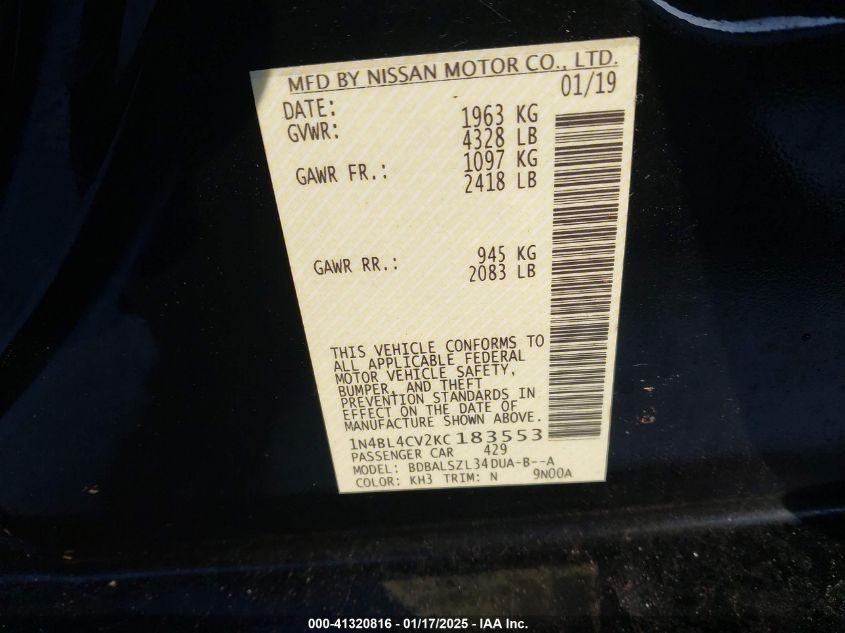 MFD BY NISSAN MOTOR CO., LTD.
DATE: 01/19
GVWR: 1963 KG
4328 LB
GAWR FR.: 1097 KG
2418 LB
GAWR RR.: 945 KG
2083 LB
THIS VEHICLE CONFORMS TO
ALL APPLICABLE FEDERAL
MOTOR VEHICLE SAFETY,
BUMPER, AND THEFT
PREVENTION STANDARDS IN
EFFECT ON THE DATE OF
MANUFACTURE SHOWN ABOVE.
1N4BL4CV2KC183553
PASSENGER CAR 429
MODEL: BDBALSZL34DUA-B--A
COLOR: KH3 TRIM: N 9N00A
000-41320816 — 01/17/2025 — IAA Inc.